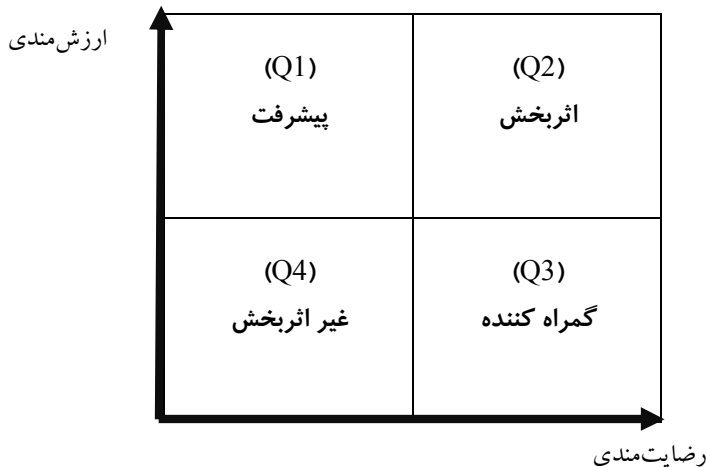 ارزش‌مندی
(Q1)
پیشرفت
(Q2)
اثربخش
(Q4)
غیر اثربخش
(Q3)
گمراه کننده
رضایت‌مندی